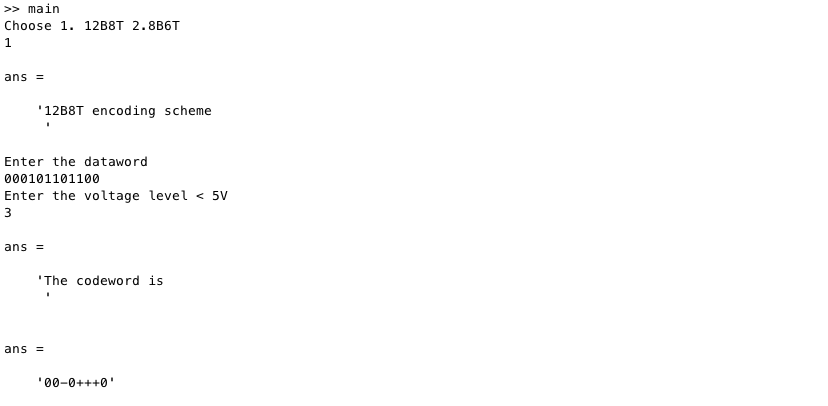 >> main
Choose 1. 12B8T 2.8B6T
1
ans =
'12B8T encoding scheme
'
Enter the dataword
000101101100
Enter the voltage level < 5V
3
ans =
'The codeword is
'
ans =
'00-0+++0'